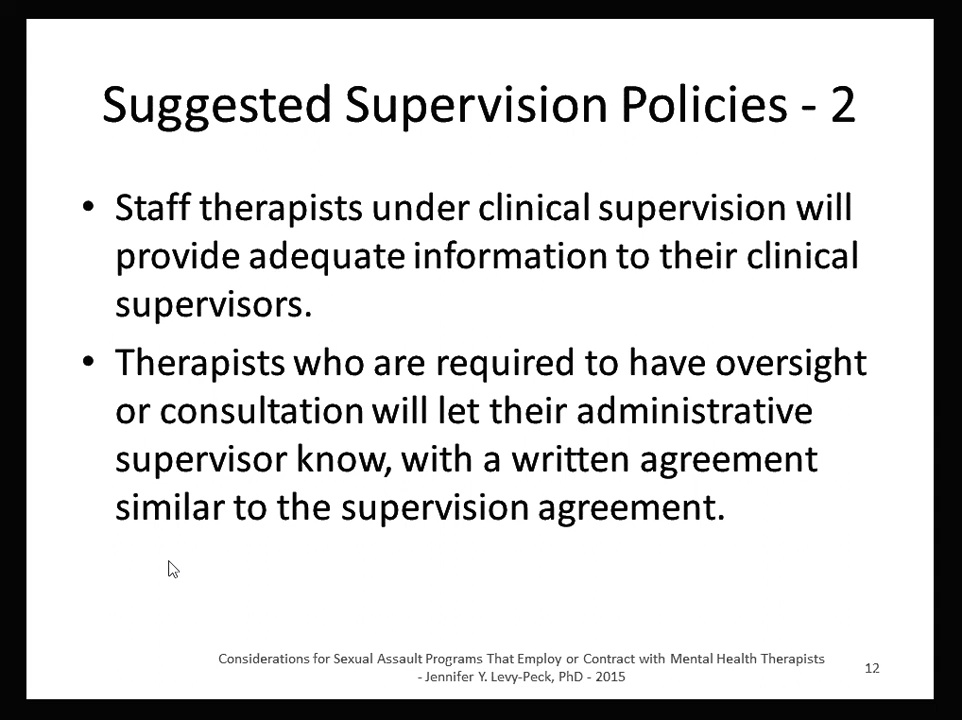 Suggested Supervision Policies - 2
• Staff therapists under clinical supervision will
provide adequate information to their clinical
supervisors.
• Therapists who are required to have oversight
or consultation will let their administrative
supervisor know, with a written agreement
similar to the supervision agreement.
Considerations for Sexual Assault Programs That Employ or Contract with Mental Health Therapists
- Jennifer Y. Levy-Peck, PhD - 2015
12